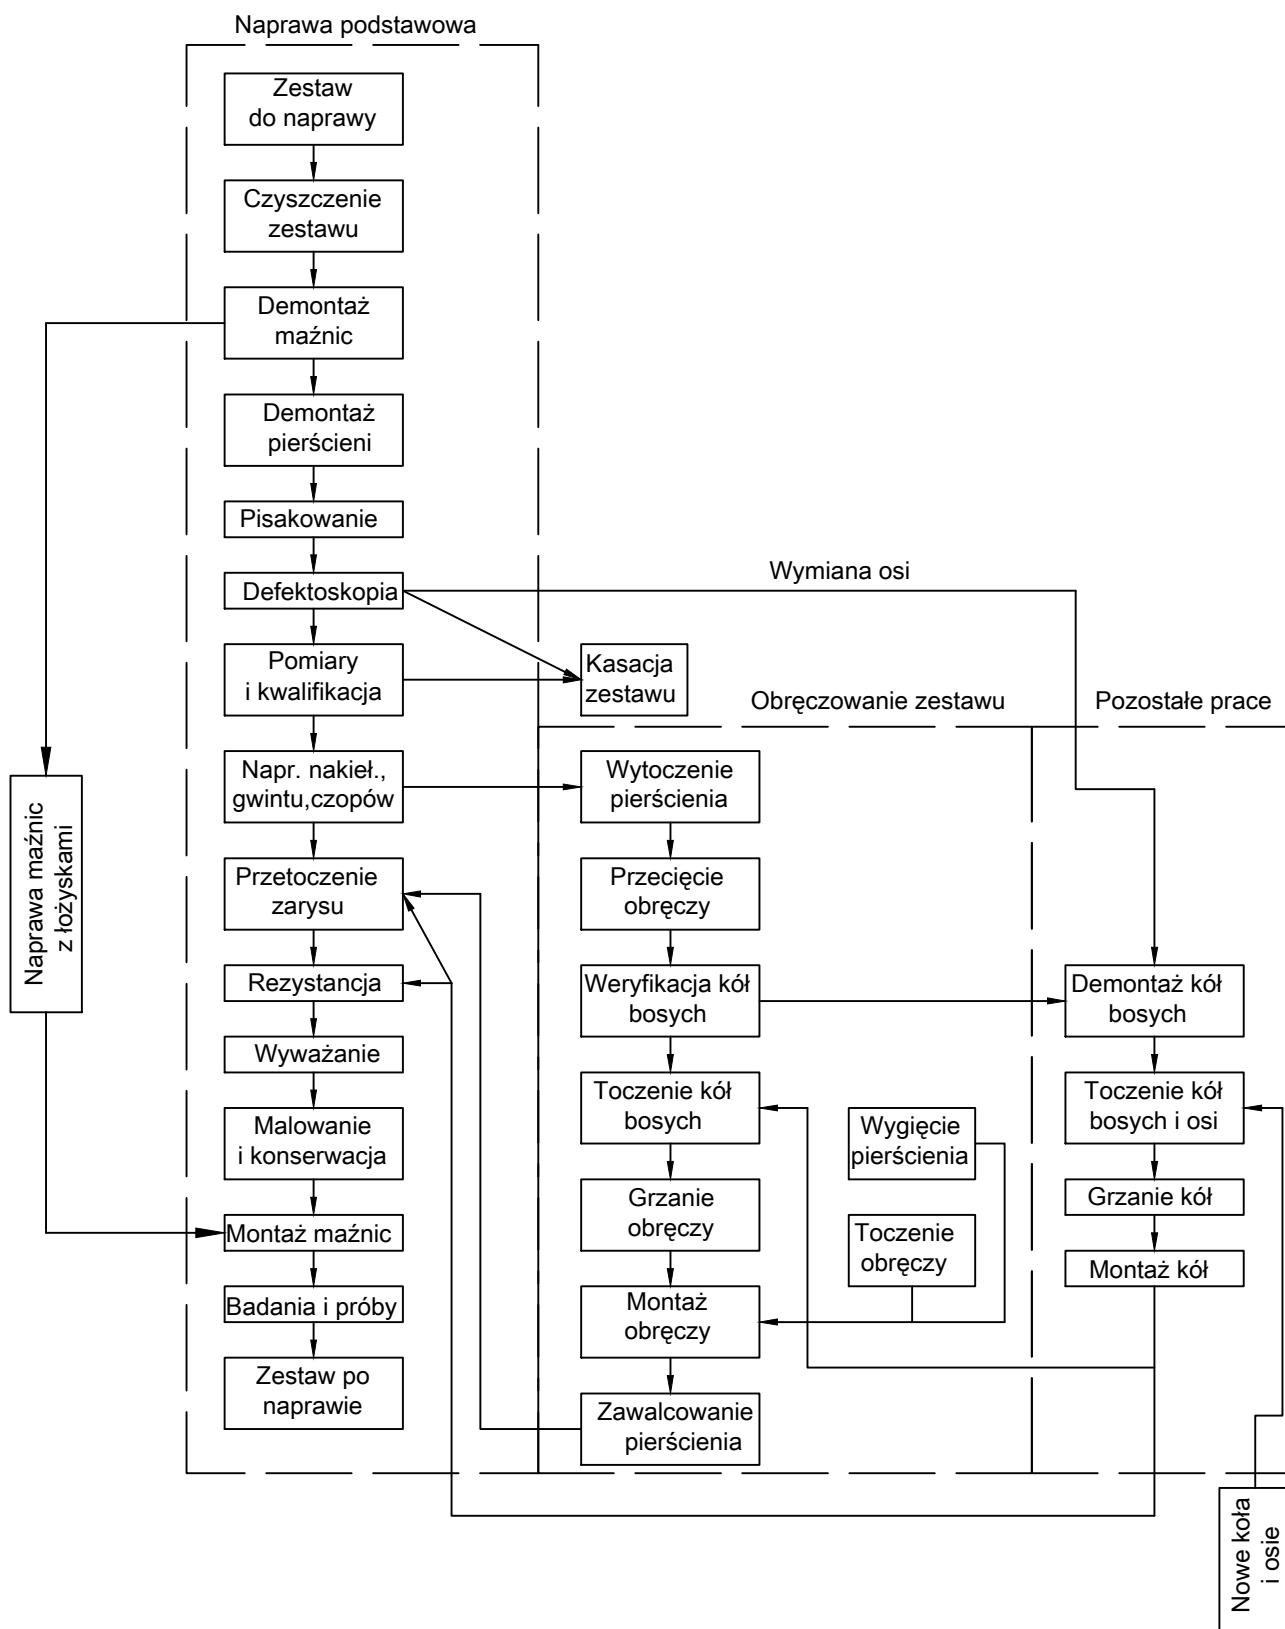 Naprawa podstawowa
Zestaw
do naprawy
Czyszczenie
zestawu
Demontaż
maźnic
Demontaż
pierścieni
Pisakowanie
Defektoskopia
Wymiana osi
Pomiary
i kwalifikacja
Kasacja
zestawu
Obręczowanie zestawu
Pozostałe prace
Napr. nakieł.,
gwintu,czopów
Wytoczenie
pierścienia
Naprawa maźnic
z łożyskami
Przetoczenie
zarysu
Przecięcie
obręczy
Rezystancja
Weryfikacja kół
bosych
Demontaż kół
bosych
Wyważanie
Toczenie kół
bosych
Toczenie kół
bosych i osi
Malowanie
i konserwacja
Wygięcie
pierścienia
Grzanie
obręczy
Grzanie kół
Montaż maźnic
Toczenie
obręczy
Montaż kół
Badania i próby
Montaż
obręczy
Zestaw po
naprawie
Zawalcowanie
pierścienia
Nowe koła
i osie